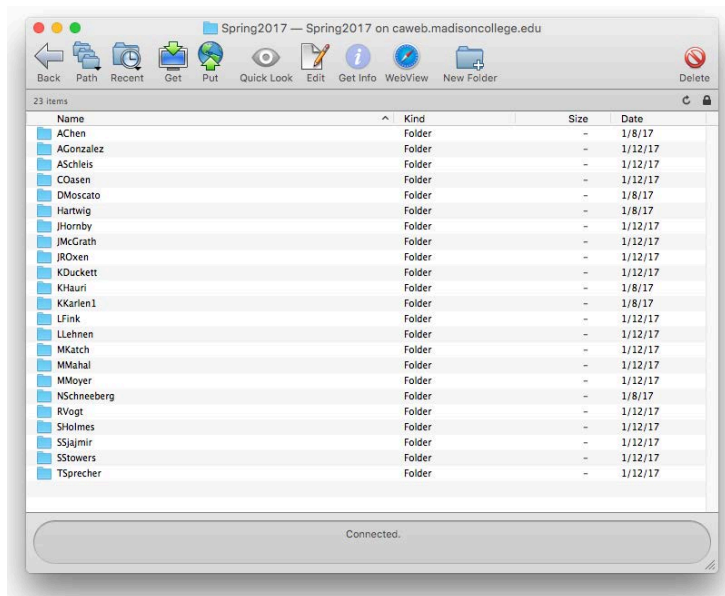 Spring2017 — Spring2017 on caweb.madisoncollege.edu
Back Path Recent Get Put Quick Look Edit Get Info WebView New Folder Delete
23 items
Name Kind Size Date
AChen Folder – 1/8/17
AGonzalez Folder – 1/12/17
ASchleis Folder – 1/12/17
COasen Folder – 1/12/17
DMoscato Folder – 1/8/17
Hartwig Folder – 1/8/17
JHornby Folder – 1/12/17
JMcGrath Folder – 1/12/17
JROxen Folder – 1/12/17
KDuckett Folder – 1/12/17
KHauri Folder – 1/8/17
KKarlen1 Folder – 1/8/17
LFink Folder – 1/12/17
LLehnen Folder – 1/12/17
MKatch Folder – 1/12/17
MMahal Folder – 1/12/17
MMoyer Folder – 1/12/17
NSchneeberg Folder – 1/8/17
RVogt Folder – 1/12/17
SHolmes Folder – 1/12/17
SSjajmir Folder – 1/12/17
SStowers Folder – 1/12/17
TSprecher Folder – 1/12/17
Connected.